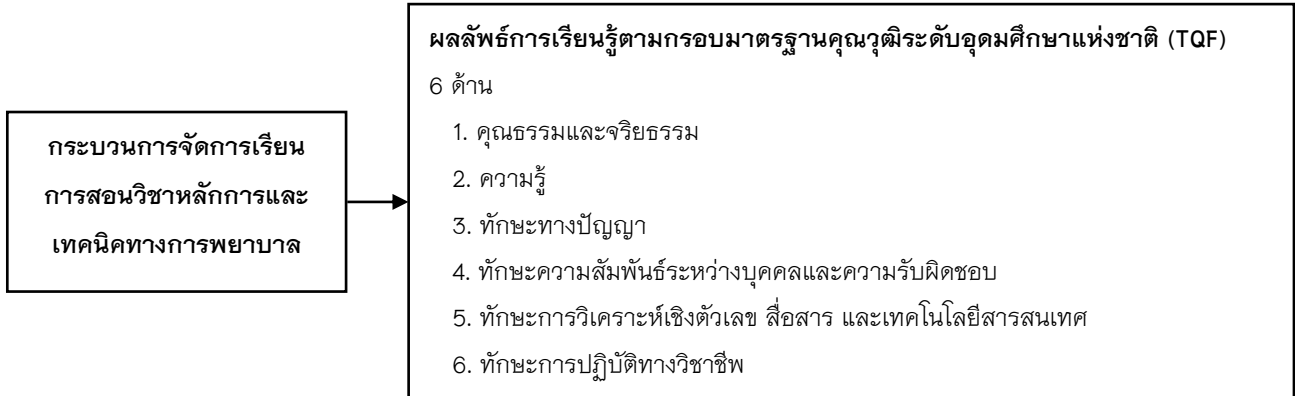 กระบวนการจัดการเรียน
การสอนวิชาหลักการและ
เทคนิคทางการพยาบาล
ผลลัพธ์การเรียนรู้ตามกรอบมาตรฐานคุณวุฒิระดับอุดมศึกษาแห่งชาติ (TQF)
6 ด้าน
1. คุณธรรมและจริยธรรม
2. ความรู้
3. ทักษะทางปัญญา
4. ทักษะความสัมพันธ์ระหว่างบุคคลและความรับผิดชอบ
5. ทักษะการวิเคราะห์เชิงตัวเลข สื่อสาร และเทคโนโลยีสารสนเทศ
6. ทักษะการปฏิบัติทางวิชาชีพ